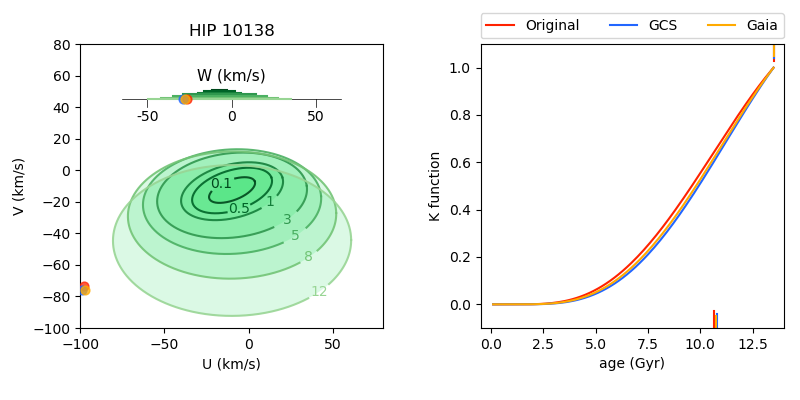 HIP 10138
Original GCS Gaia
80
60
40
20
0
−20
−40
−60
−80
−100
V (km/s)
W (km/s)
-50 0 50
0.1
0.5
1
3
5
8
12
−100 −50 0 50
U (km/s)
1.0
0.8
0.6
0.4
0.2
0.0
K function
0.0 2.5 5.0 7.5 10.0 12.5
age (Gyr)